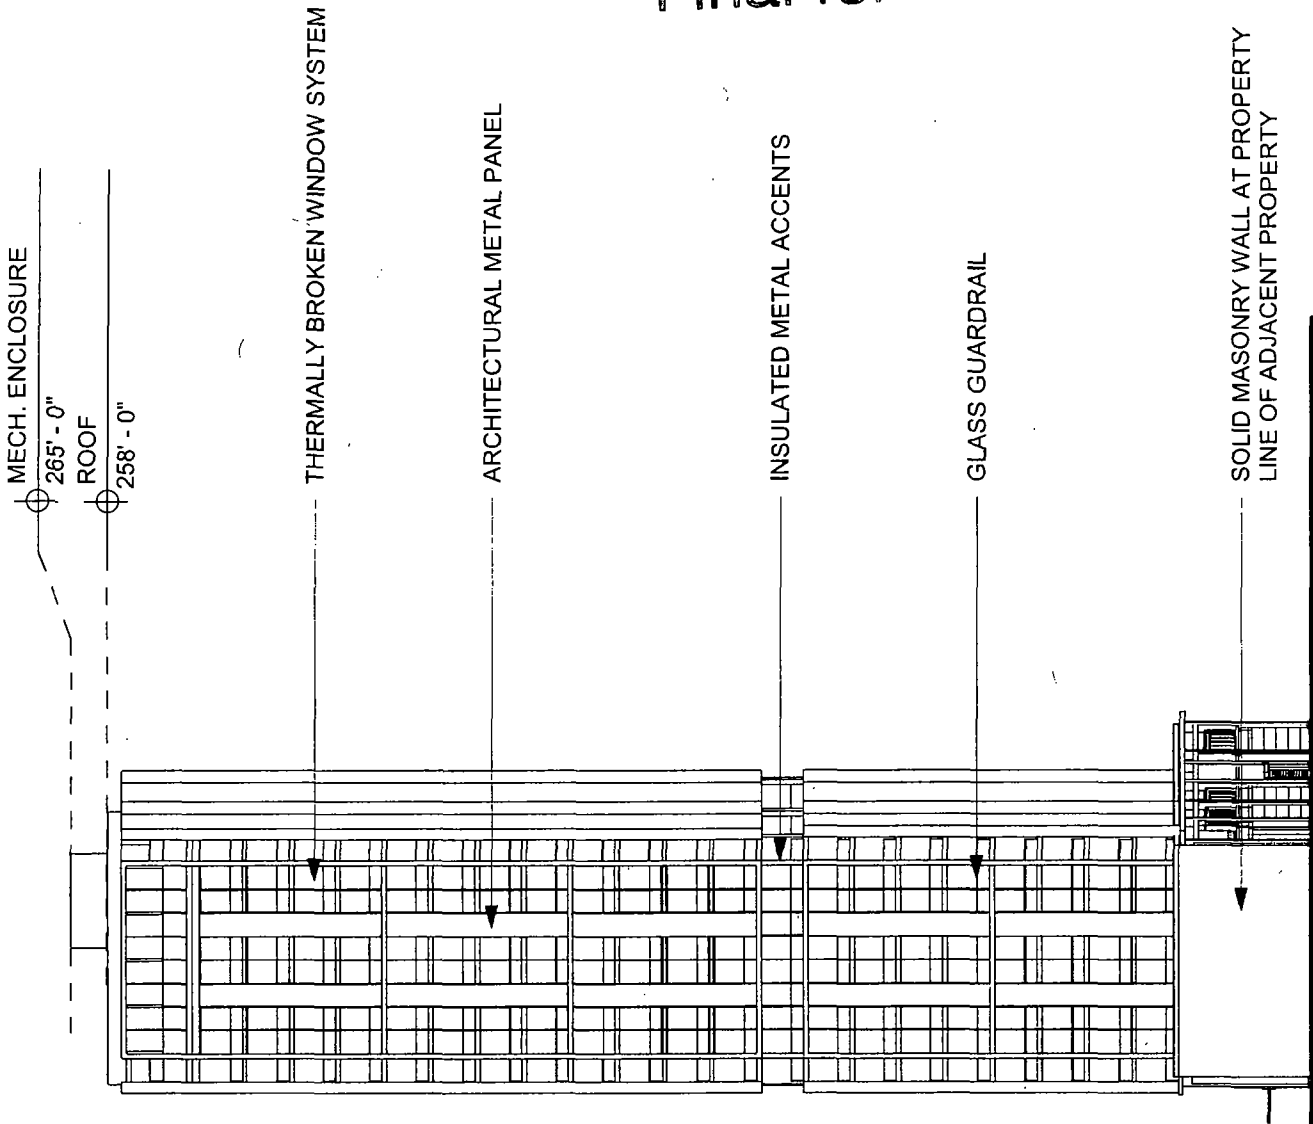 MECH. ENCLOSURE
265' - 0"
ROOF
258' - 0"
THERMALLY BROKEN WINDOW SYSTEM
ARCHITECTURAL METAL PANEL
INSULATED METAL ACCENTS
GLASS GUARDRAIL
SOLID MASONRY WALL AT PROPERTY
LINE OF ADJACENT PROPERTY